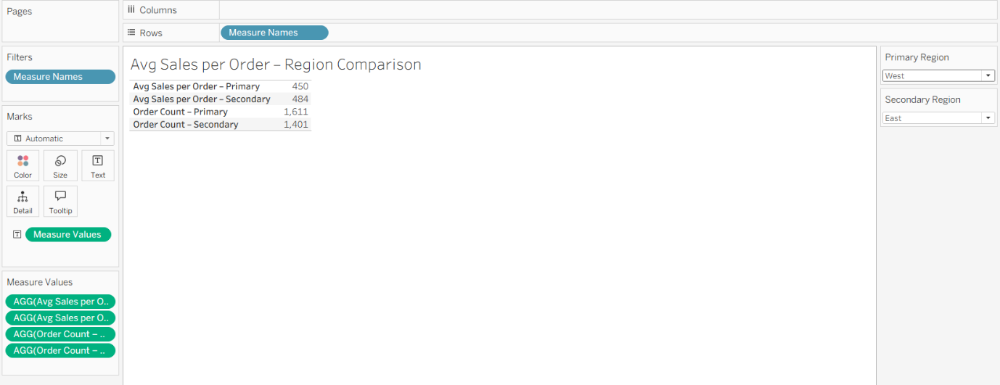 Pages
Columns
Rows
Measure Names
Filters
Measure Names
Marks
Automatic
Color
Size
Text
Detail
Tooltip
Measure Values
Measure Values
AGG(Avg Sales per O..
AGG(Avg Sales per O..
AGG(Order Count – ..
AGG(Order Count – ..
Avg Sales per Order – Region Comparison
Avg Sales per Order – Primary 450
Avg Sales per Order – Secondary 484
Order Count – Primary 1,611
Order Count – Secondary 1,401
Primary Region
West
Secondary Region
East